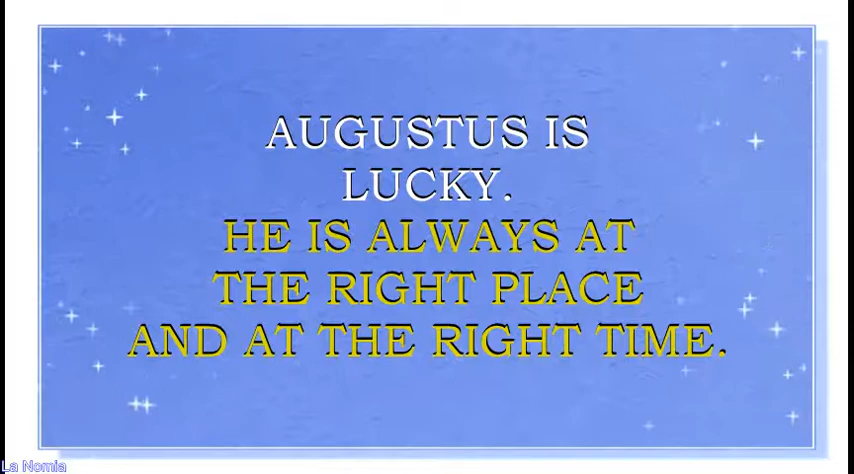 AUGUSTUS IS
LUCKY.
HE IS ALWAYS AT
THE RIGHT PLACE
AND AT THE RIGHT TIME.
La Nomia